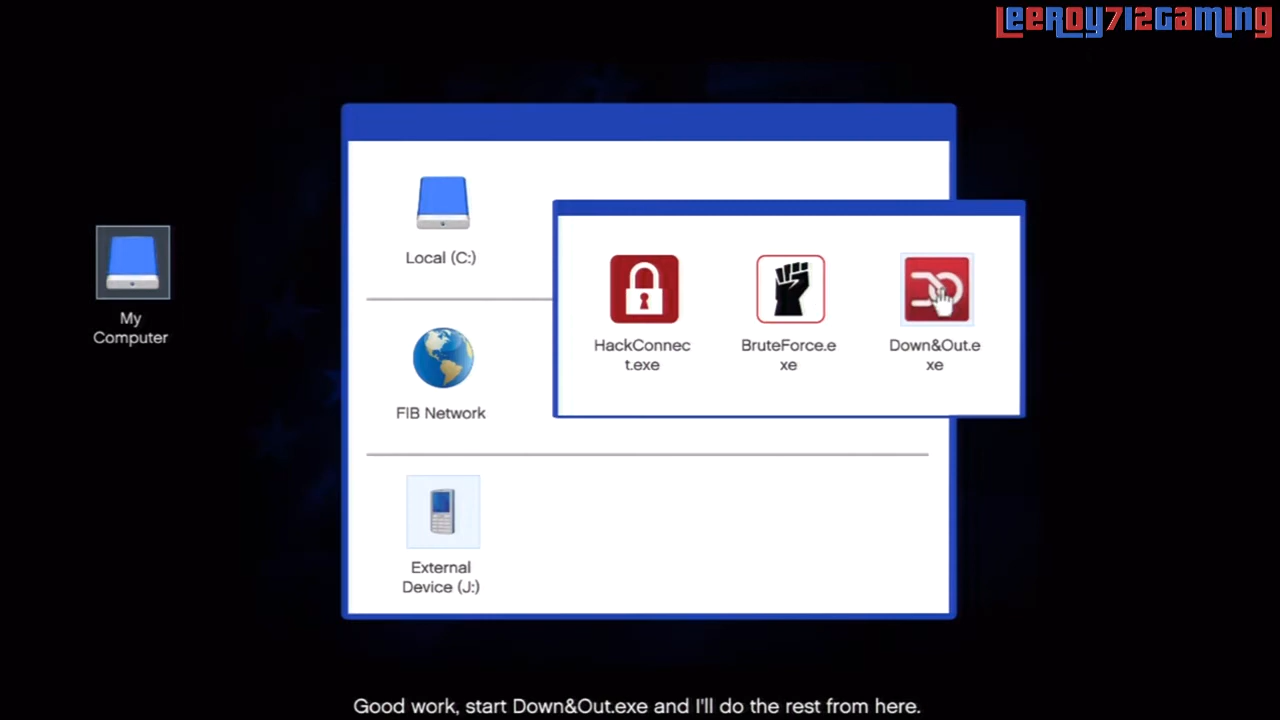 LEEROY712GAMING
Local (C:)
My
Computer
HackConnec
t.exe
BruteForce.e
xe
Down&Out.e
xe
FIB Network
External
Device (J:)
Good work, start Down&Out.exe and I'll do the rest from here.